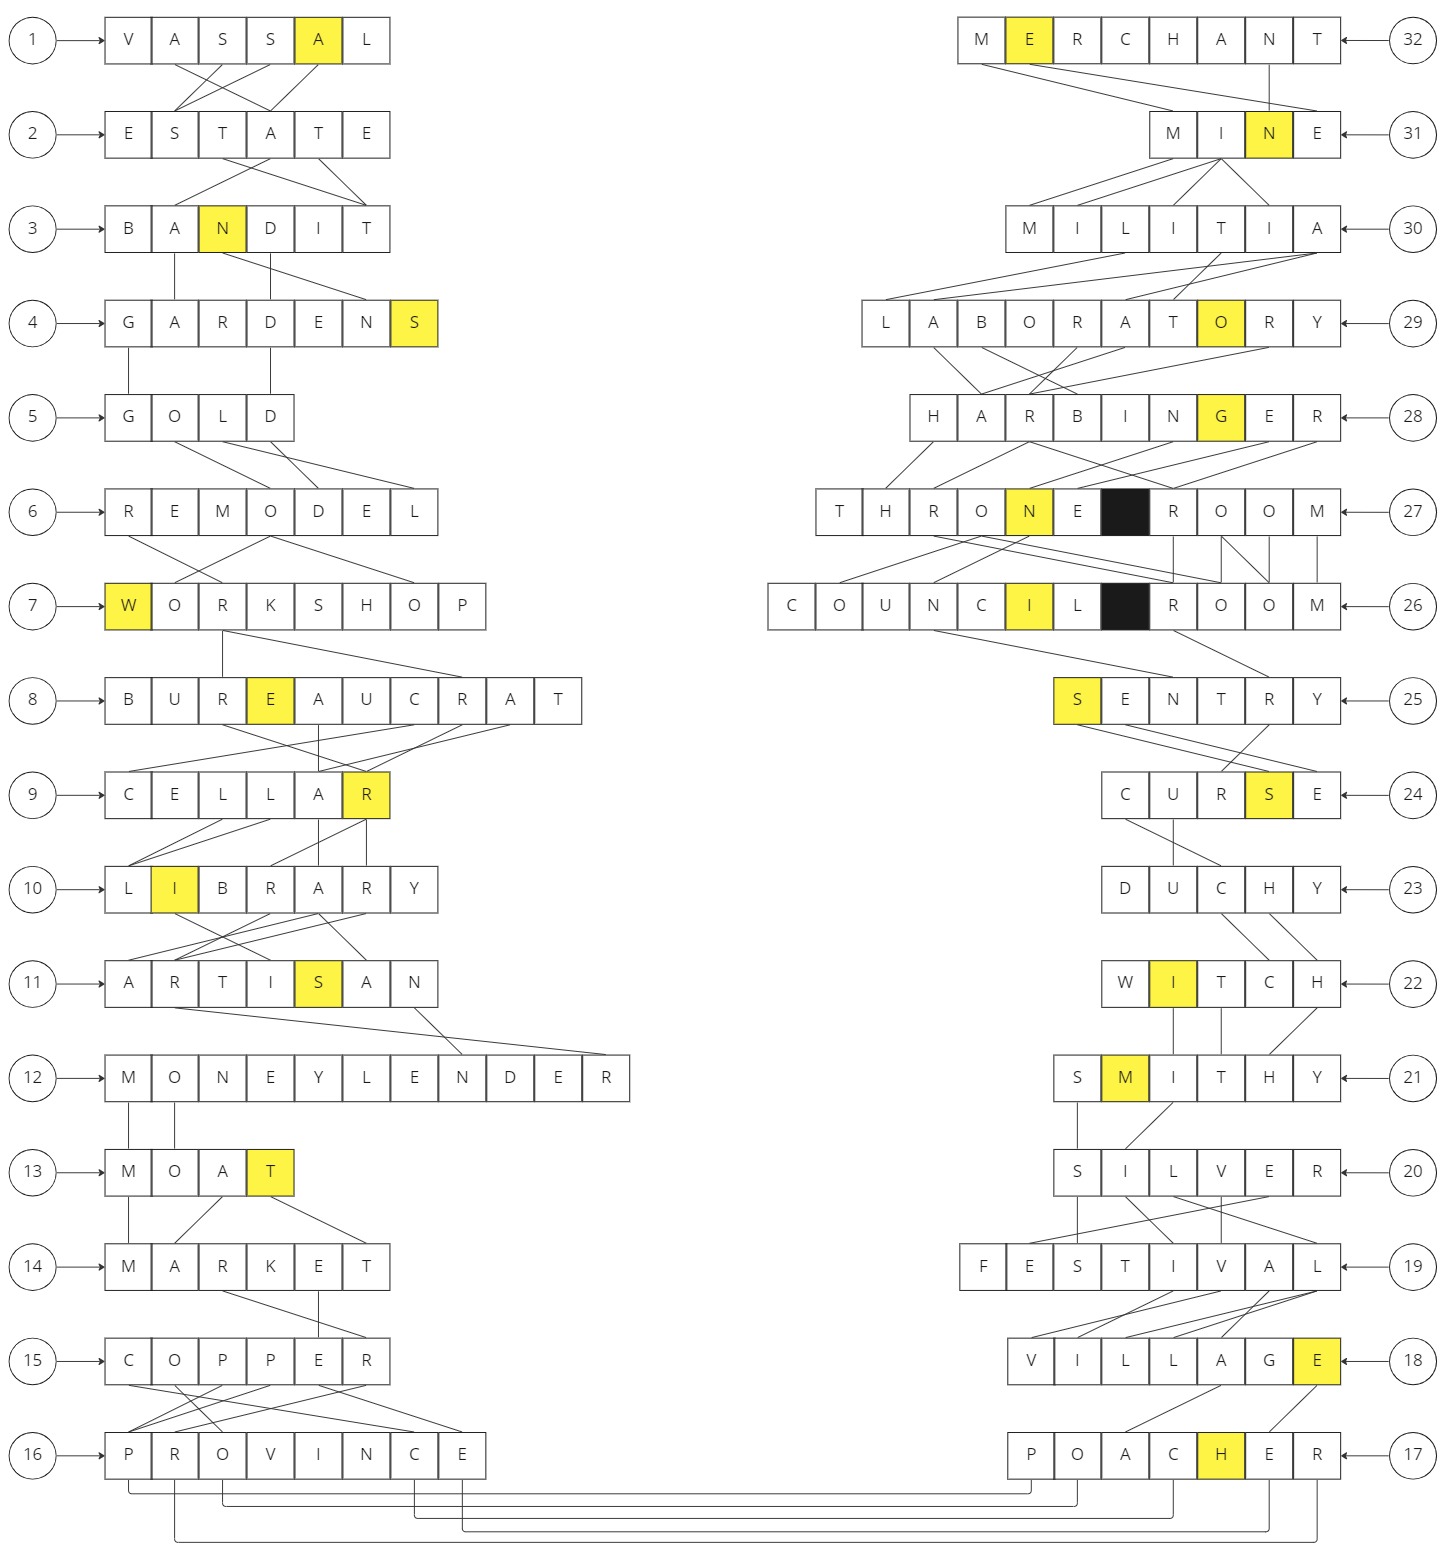 1 VASSAL
MERCHANT 32
2 ESTATE
MINE 31
3 BANDIT
MILITIA 30
4 GARDENS
LABORATORY 29
5 GOLD
HARBINGER 28
6 REMODEL
THRONE ROOM 27
7 WORKSHOP
COUNCIL ROOM 26
8 BUREAUCRAT
SENTRY 25
9 CELLAR
CURSE 24
10 LIBRARY
DUCHY 23
11 ARTISAN
WITCH 22
12 MONEYLENDER
SMITHY 21
13 MOAT
SILVER 20
14 MARKET
FESTIVAL 19
15 COPPER
VILLAGE 18
16 PROVINCE
POACHER 17